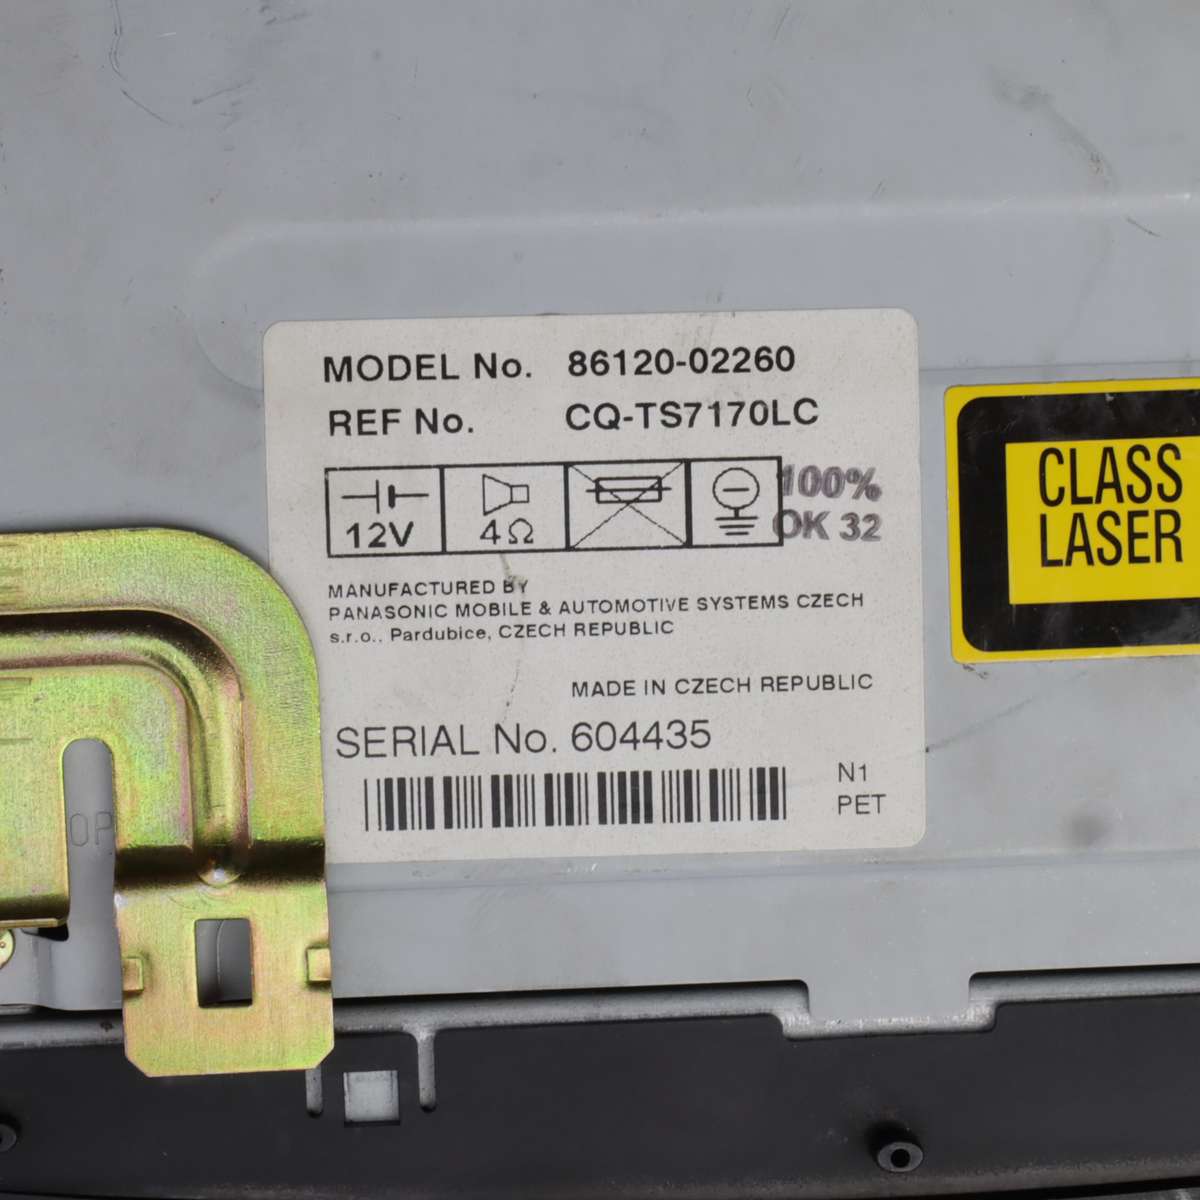 MODEL No. 86120-02260
REF No. CQ-TS7170LC
12V 4Ω
100%
OK 32
MANUFACTURED BY
PANASONIC MOBILE & AUTOMOTIVE SYSTEMS CZECH
s.r.o., Pardubice, CZECH REPUBLIC
MADE IN CZECH REPUBLIC
SERIAL No. 604435
N1
PET
CLASS
LASER
OP